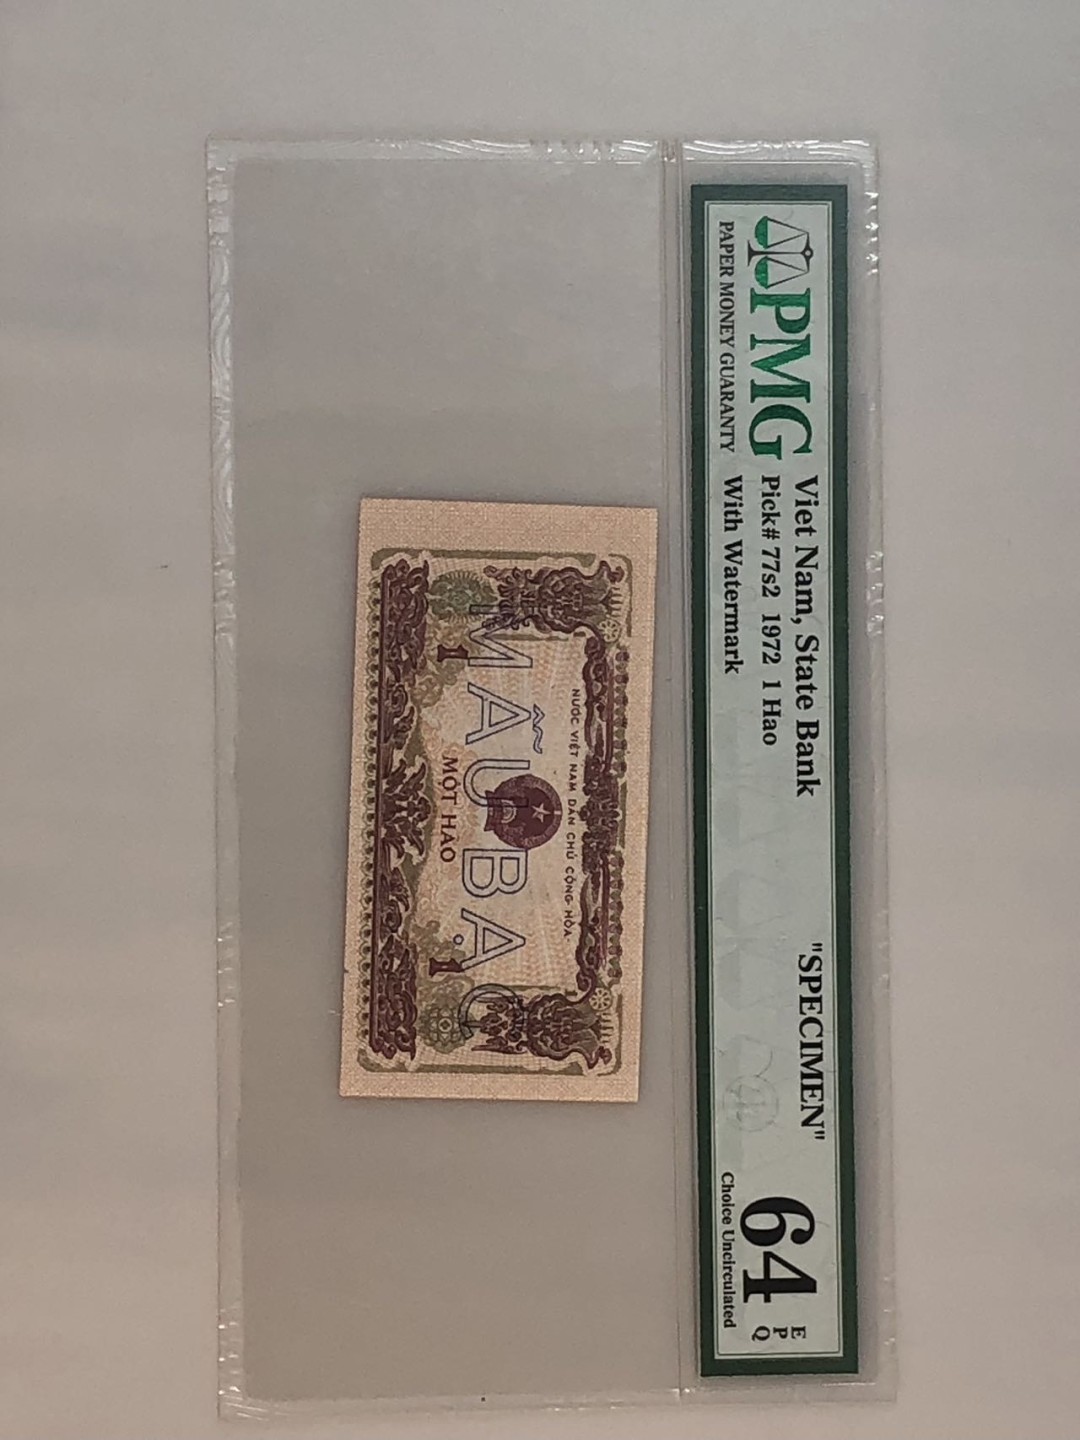 PMG
PAPER MONEY GUARANTY
Viet Nam, State Bank
Pick# 77s2 1972 1 Hao
With Watermark
"SPECIMEN"
64
EPQ
Choice Uncirculated
NƯỚC VIỆT NAM DÂN CHỦ CỘNG HÒA
MẪU BẠC
1 1
MỘT HÀO